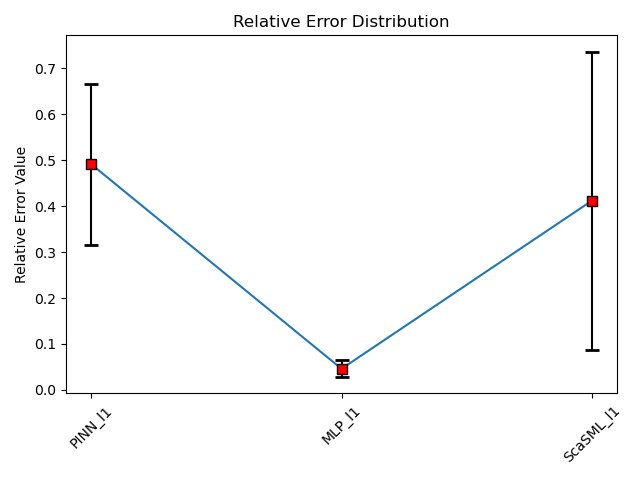 Relative Error Distribution
Relative Error Value
0.7
0.6
0.5
0.4
0.3
0.2
0.1
0.0
PINN_l1
MLP_l1
ScaSML_l1